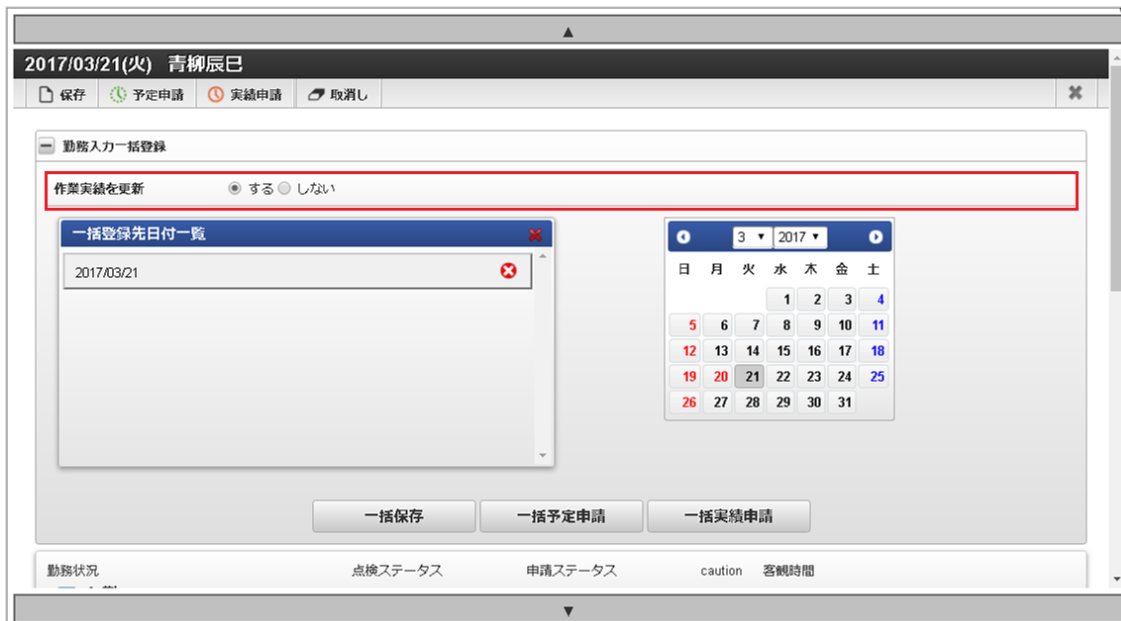 ▲
2017/03/21(火) 青柳辰巳
保存 予定申請 実績申請 取消し
勤務入力一括登録
作業実績を更新 する しない
一括登録先日付一覧
2017/03/21
3 2017
日 月 火 水 木 金 土
1 2 3 4
5 6 7 8 9 10 11
12 13 14 15 16 17 18
19 20 21 22 23 24 25
26 27 28 29 30 31
一括保存 一括予定申請 一括実績申請
勤務状況 点検ステータス 申請ステータス caution 客観時間
▼